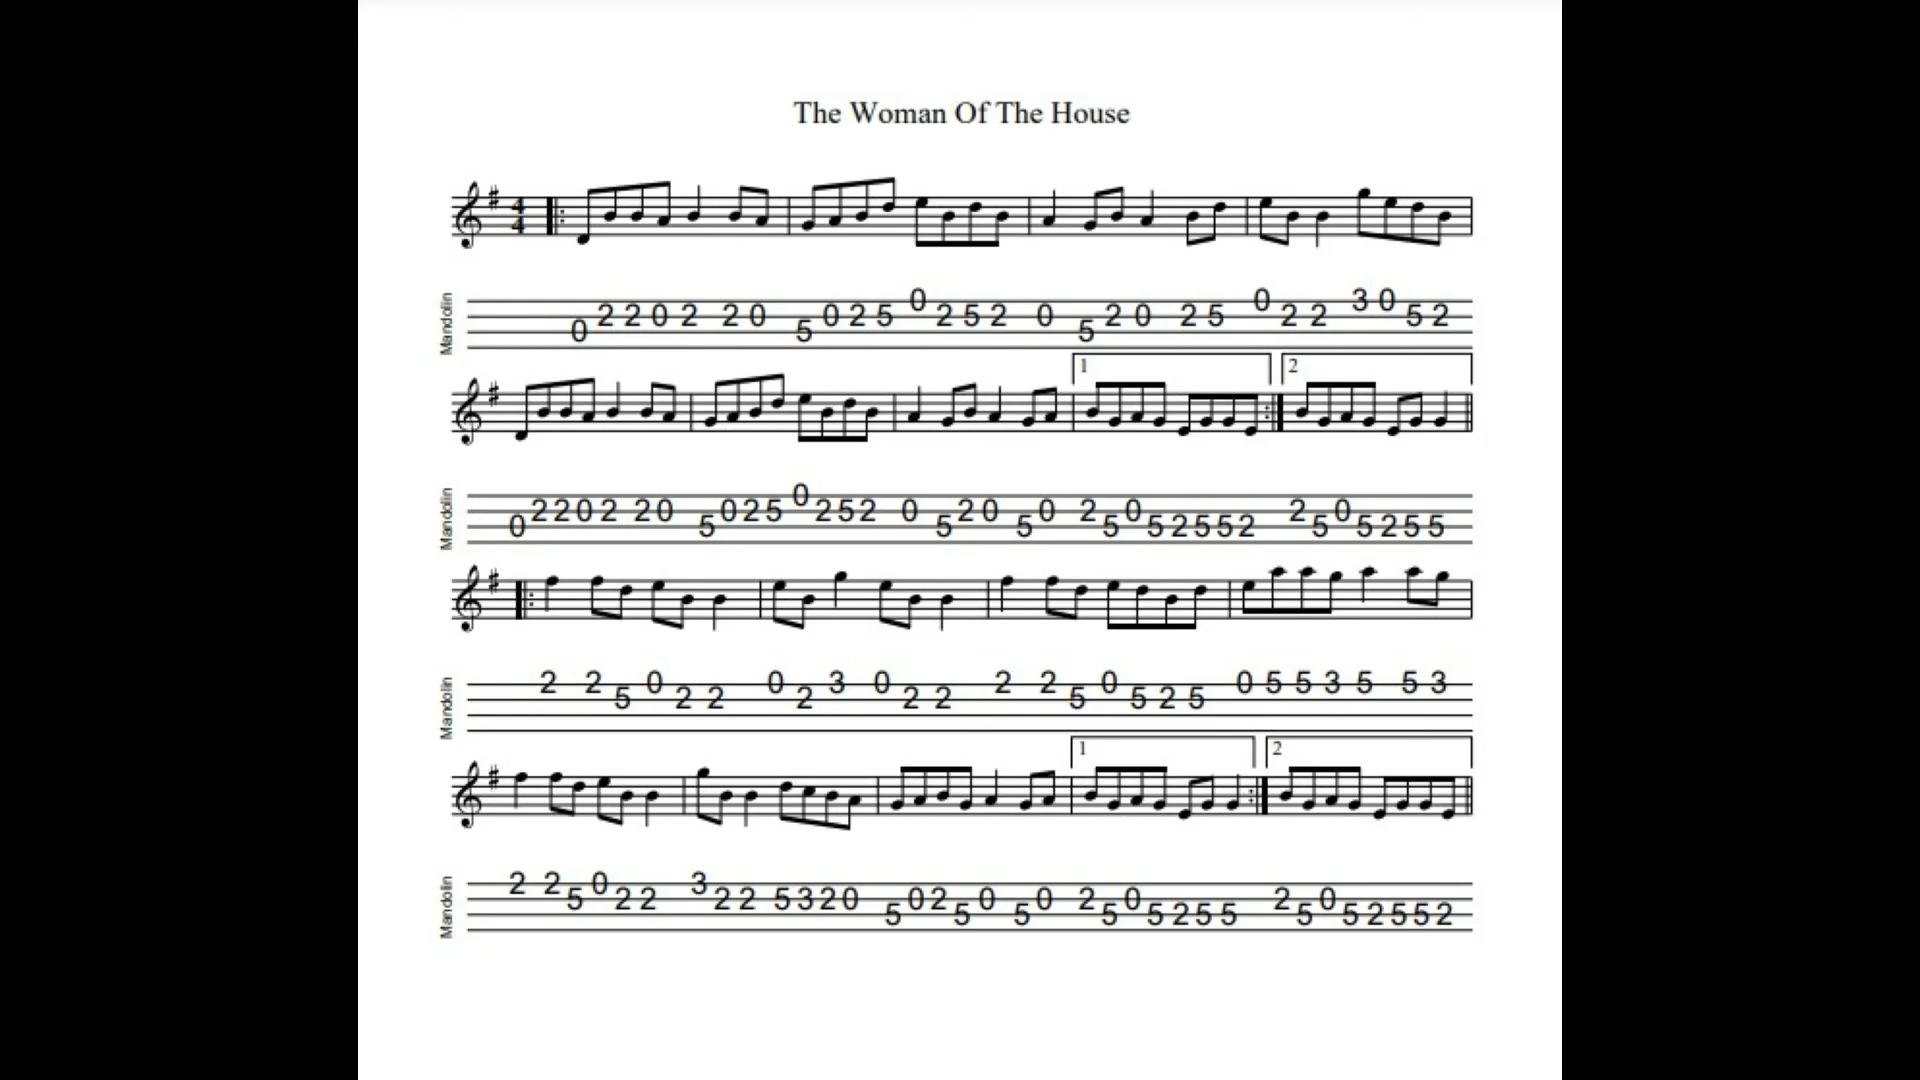 The Woman Of The House
4
4
Mandolin
0 2 2 0 2 2 0 5 0 2 5 0 2 5 2 0 5 2 0 2 5 0 2 2 3 0 5 2
1 2
Mandolin
0 2 2 0 2 2 0 5 0 2 5 0 2 5 2 0 5 2 0 5 0 2 5 0 5 2 5 5 2 2 5 0 5 2 5 5
Mandolin
2 2 5 0 2 2 0 2 3 0 2 2 2 2 5 0 5 2 5 0 5 5 3 5 5 3
1 2
Mandolin
2 2 5 0 2 2 3 2 2 5 3 2 0 5 0 2 5 0 5 0 2 5 0 5 2 5 5 2 5 0 5 2 5 5 2